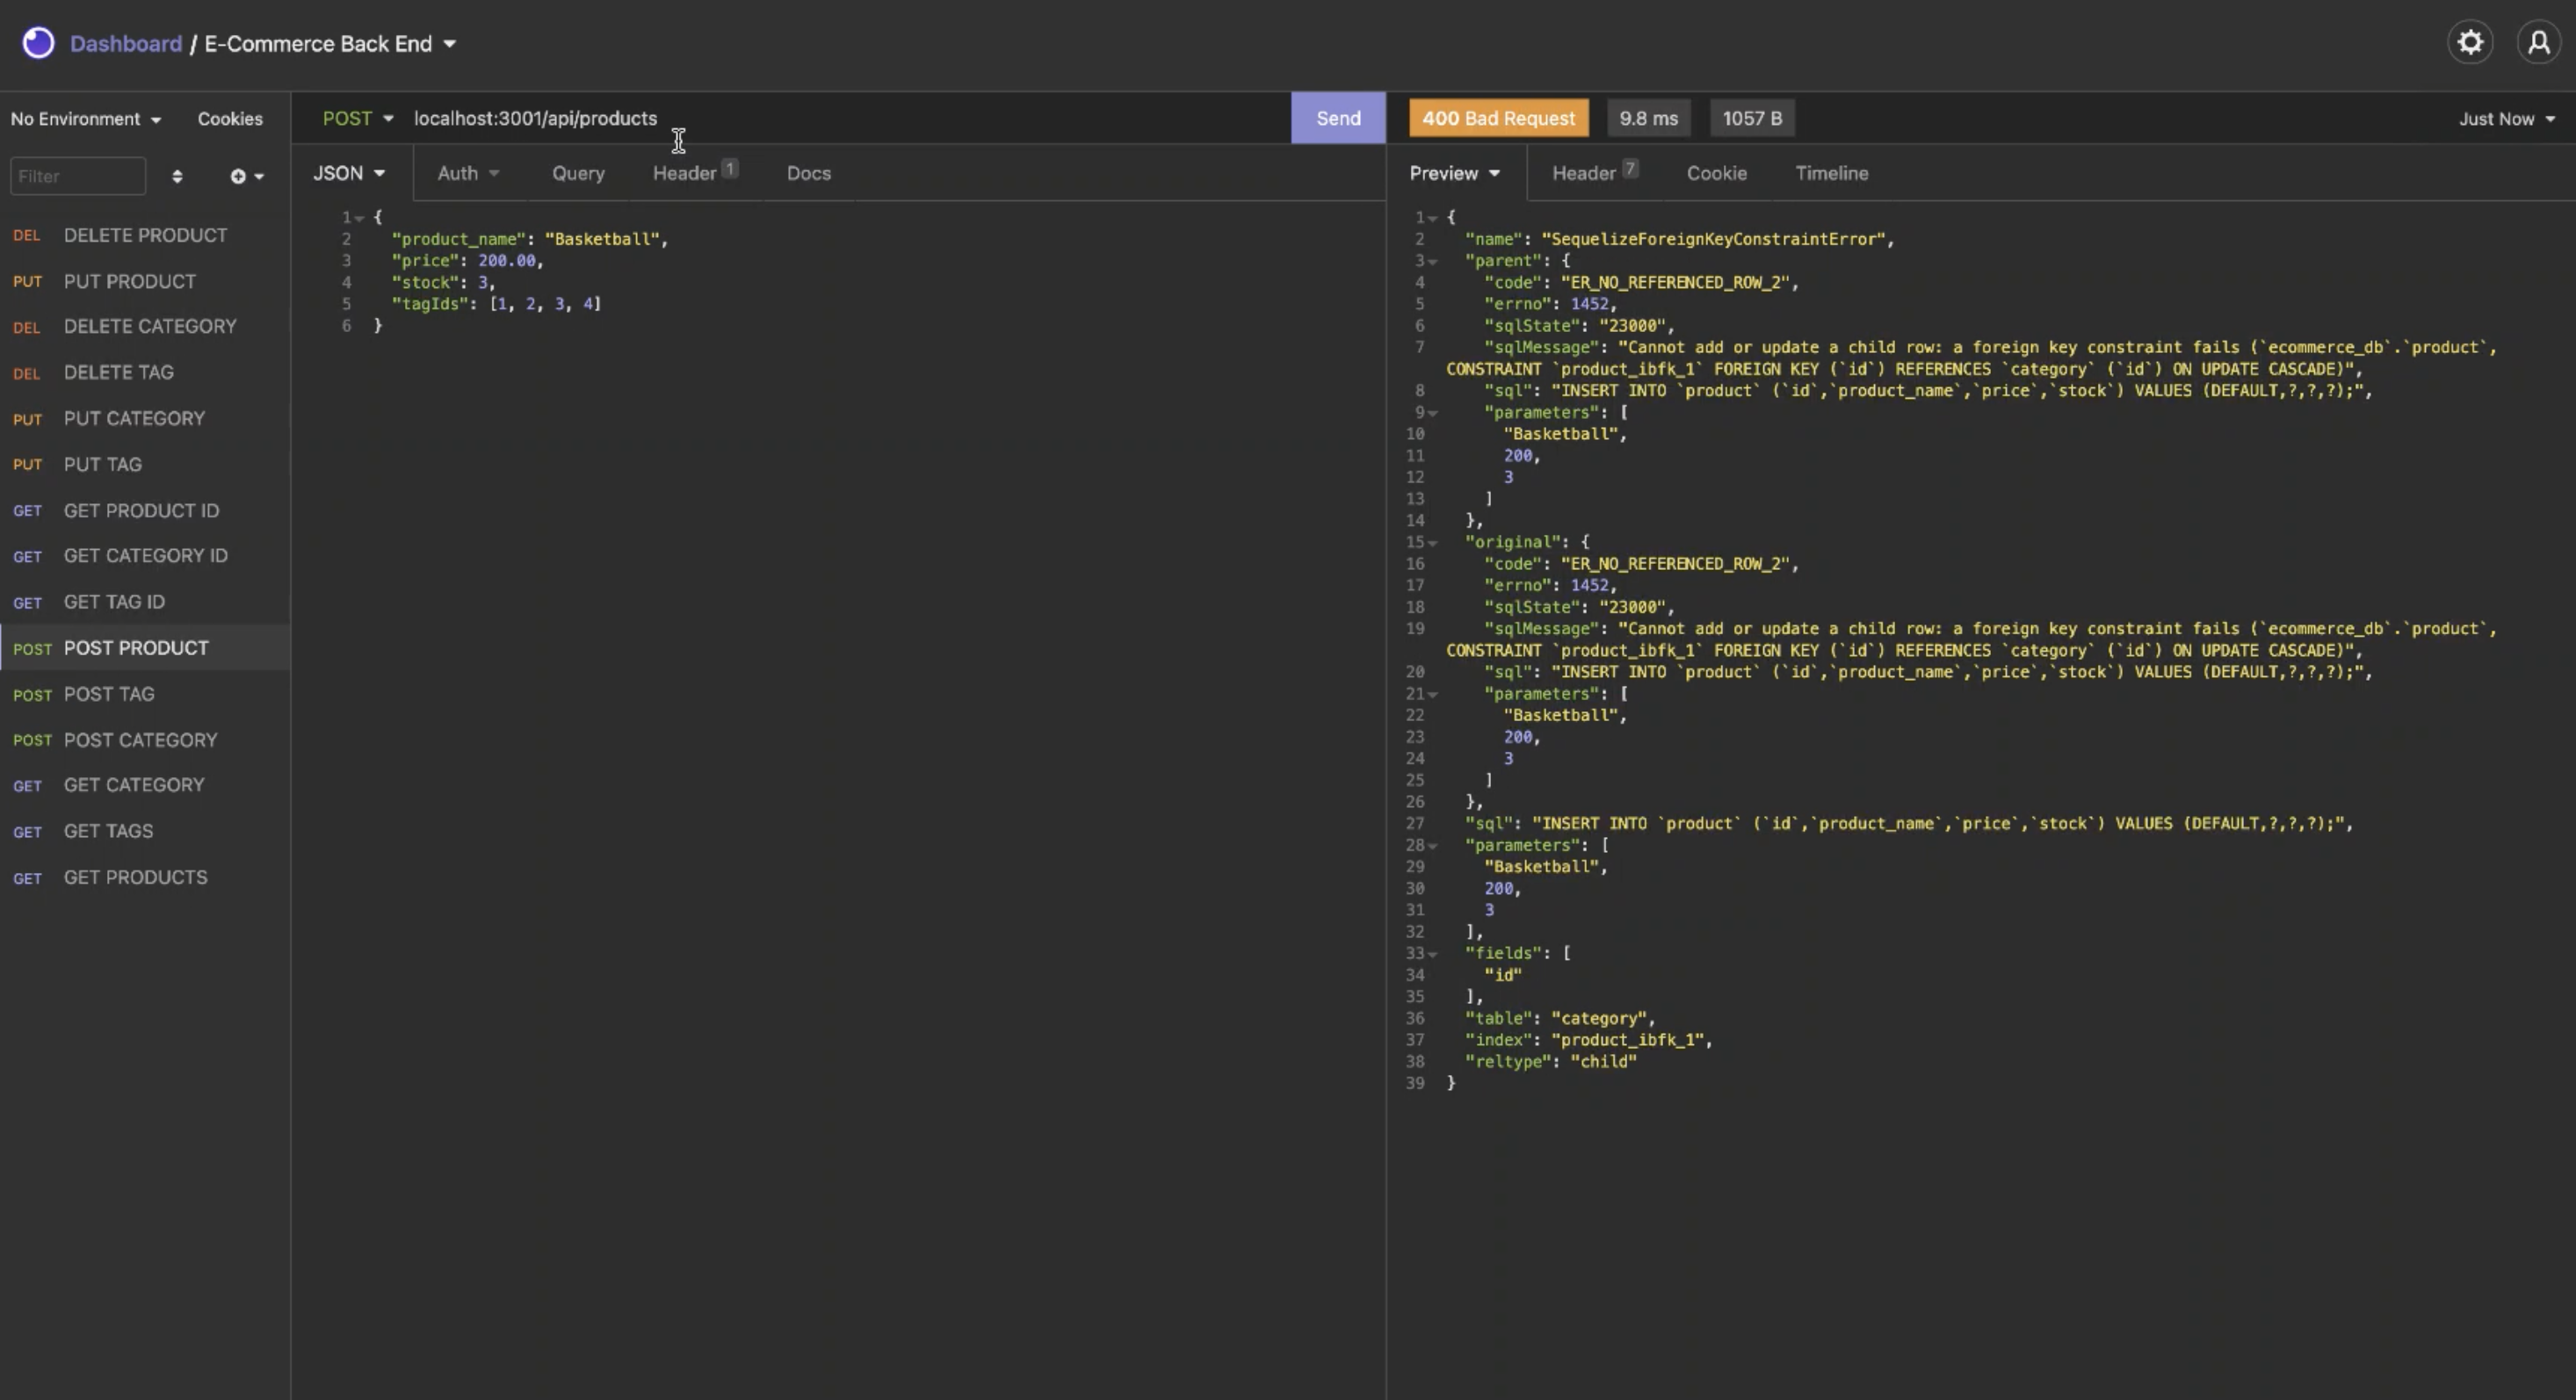 Dashboard / E-Commerce Back End
No Environment Cookies
Filter
DEL DELETE PRODUCT
PUT PUT PRODUCT
DEL DELETE CATEGORY
DEL DELETE TAG
PUT PUT CATEGORY
PUT PUT TAG
GET GET PRODUCT ID
GET GET CATEGORY ID
GET GET TAG ID
POST POST PRODUCT
POST POST TAG
POST POST CATEGORY
GET GET CATEGORY
GET GET TAGS
GET GET PRODUCTS
POST localhost:3001/api/products Send
JSON Auth Query Header 1 Docs
1 {
2 "product_name": "Basketball",
3 "price": 200.00,
4 "stock": 3,
5 "tagIds": [1, 2, 3, 4]
6 }
400 Bad Request 9.8 ms 1057 B Just Now
Preview Header 7 Cookie Timeline
1 {
2 "name": "SequelizeForeignKeyConstraintError",
3 "parent": {
4 "code": "ER_NO_REFERENCED_ROW_2",
5 "errno": 1452,
6 "sqlState": "23000",
7 "sqlMessage": "Cannot add or update a child row: a foreign key constraint fails (`ecommerce_db`.`product`,
CONSTRAINT `product_ibfk_1` FOREIGN KEY (`id`) REFERENCES `category` (`id`) ON UPDATE CASCADE)",
8 "sql": "INSERT INTO `product` (`id`,`product_name`,`price`,`stock`) VALUES (DEFAULT,?,?,?);",
9 "parameters": [
10 "Basketball",
11 200,
12 3
13 ]
14 },
15 "original": {
16 "code": "ER_NO_REFERENCED_ROW_2",
17 "errno": 1452,
18 "sqlState": "23000",
19 "sqlMessage": "Cannot add or update a child row: a foreign key constraint fails (`ecommerce_db`.`product`,
CONSTRAINT `product_ibfk_1` FOREIGN KEY (`id`) REFERENCES `category` (`id`) ON UPDATE CASCADE)",
20 "sql": "INSERT INTO `product` (`id`,`product_name`,`price`,`stock`) VALUES (DEFAULT,?,?,?);",
21 "parameters": [
22 "Basketball",
23 200,
24 3
25 ]
26 },
27 "sql": "INSERT INTO `product` (`id`,`product_name`,`price`,`stock`) VALUES (DEFAULT,?,?,?);",
28 "parameters": [
29 "Basketball",
30 200,
31 3
32 ],
33 "fields": [
34 "id"
35 ],
36 "table": "category",
37 "index": "product_ibfk_1",
38 "reltype": "child"
39 }